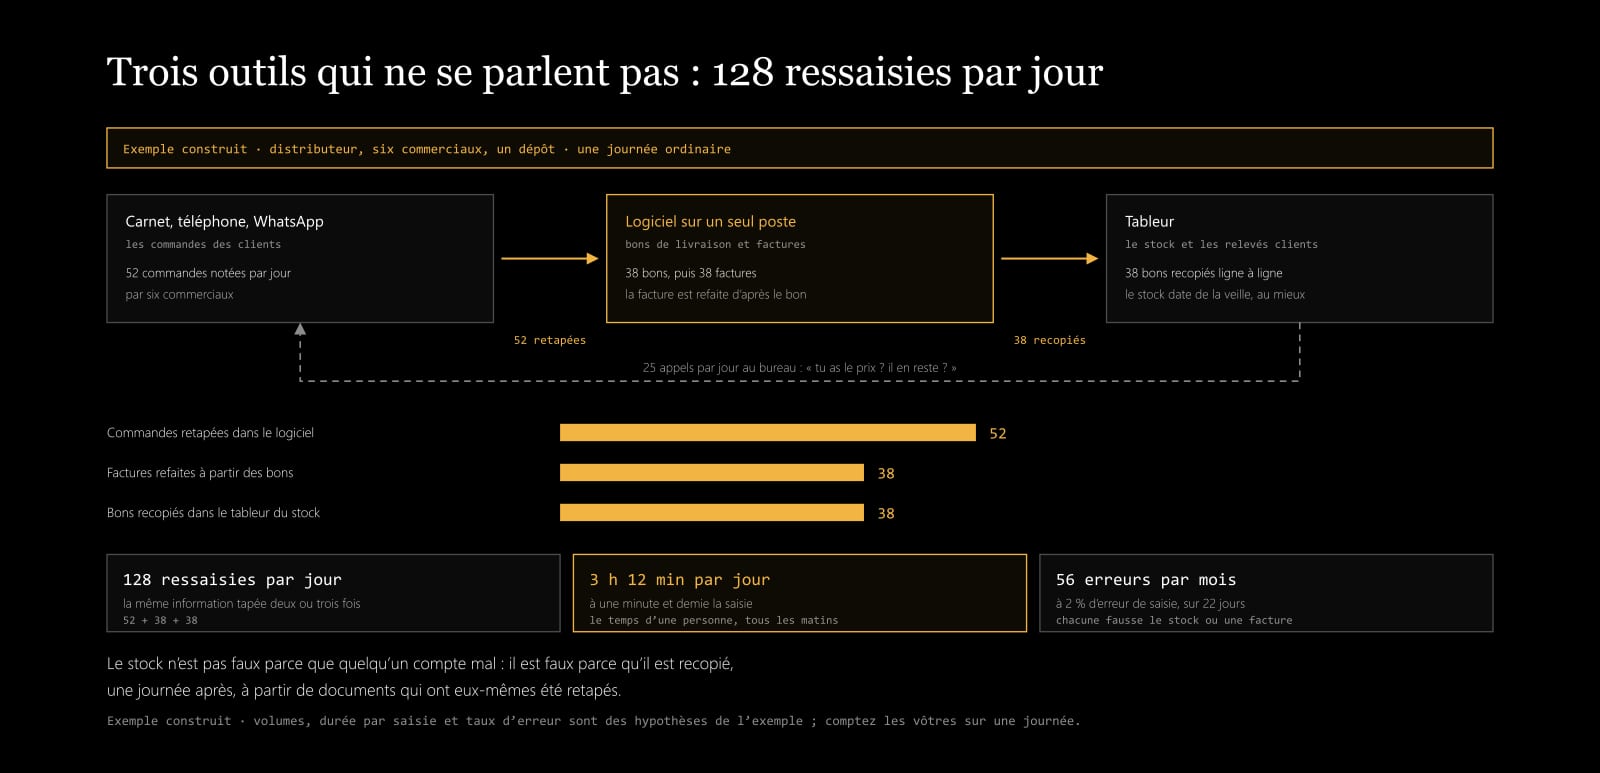 Trois outils qui ne se parlent pas : 128 ressaisies par jour
Exemple construit · distributeur, six commerciaux, un dépôt · une journée ordinaire
Carnet, téléphone, WhatsApp
les commandes des clients
52 commandes notées par jour
par six commerciaux
Logiciel sur un seul poste
bons de livraison et factures
38 bons, puis 38 factures
la facture est refaite d’après le bon
Tableur
le stock et les relevés clients
38 bons recopiés ligne à ligne
le stock date de la veille, au mieux
52 retapées
38 recopiés
25 appels par jour au bureau : « tu as le prix ? il en reste ? »
Commandes retapées dans le logiciel
52
Factures refaites à partir des bons
38
Bons recopiés dans le tableur du stock
38
128 ressaisies par jour
la même information tapée deux ou trois fois
52 + 38 + 38
3 h 12 min par jour
à une minute et demie la saisie
le temps d’une personne, tous les matins
56 erreurs par mois
à 2 % d’erreur de saisie, sur 22 jours
chacune fausse le stock ou une facture
Le stock n’est pas faux parce que quelqu’un compte mal : il est faux parce qu’il est recopié,
une journée après, à partir de documents qui ont eux-mêmes été retapés.
Exemple construit · volumes, durée par saisie et taux d’erreur sont des hypothèses de l’exemple ; comptez les vôtres sur une journée.